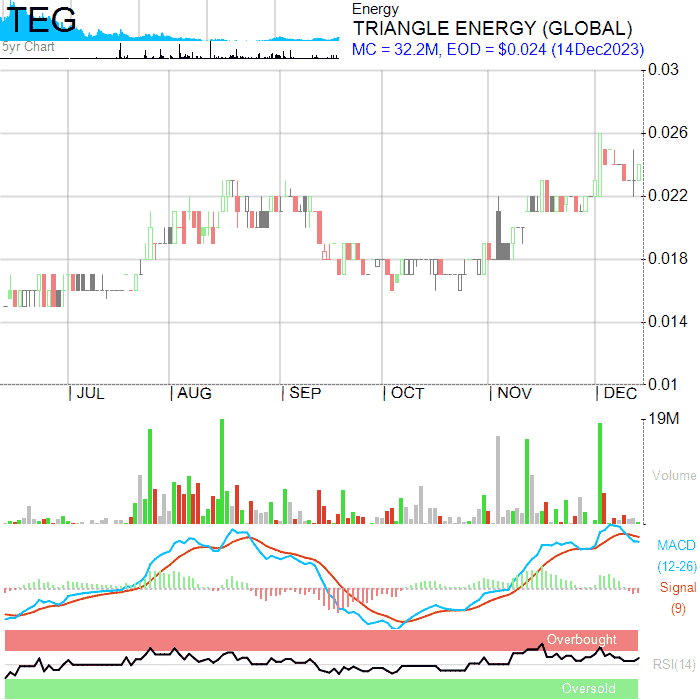 TEG
5yr Chart
Energy
TRIANGLE ENERGY (GLOBAL)
MC = 32.2M, EOD = $0.024 (14Dec2023)
0.03
0.026
0.022
0.018
0.014
0.01
JUL AUG SEP OCT NOV DEC
19M
Volume
MACD
(12-26)
Signal
(9)
Overbought
RSI(14)
Oversold